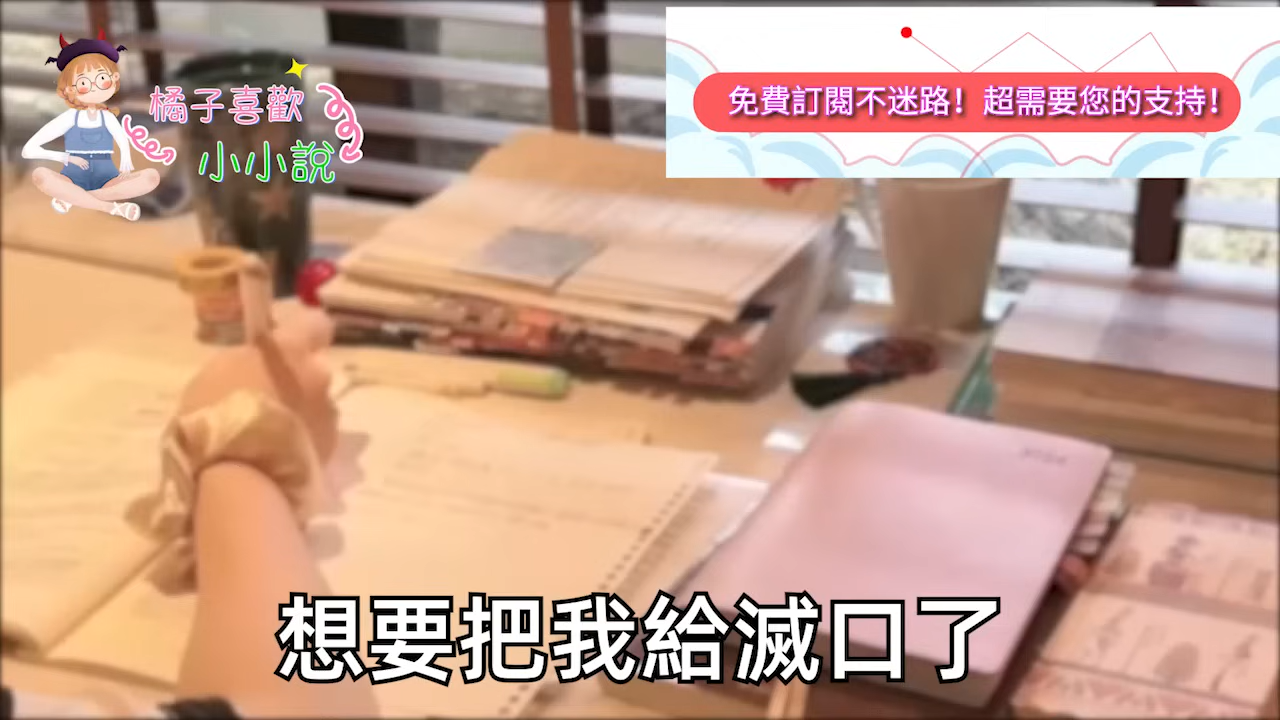 橘子喜歡
小小說
免費訂閱不迷路！超需要您的支持！
想要把我給滅口了